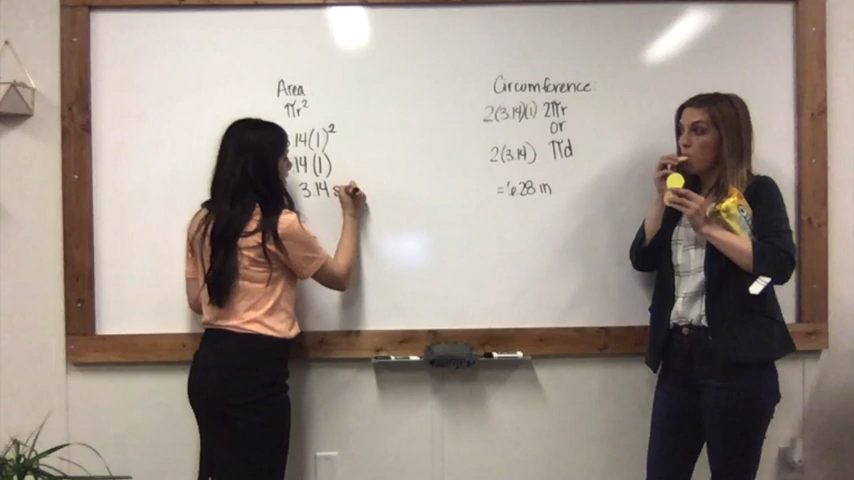 Area
πr²
14(1)²
14(1)
3.14 s
Circumference:
2(3.14)(1) 2πr
or
2(3.14) πd
= 6.28 in